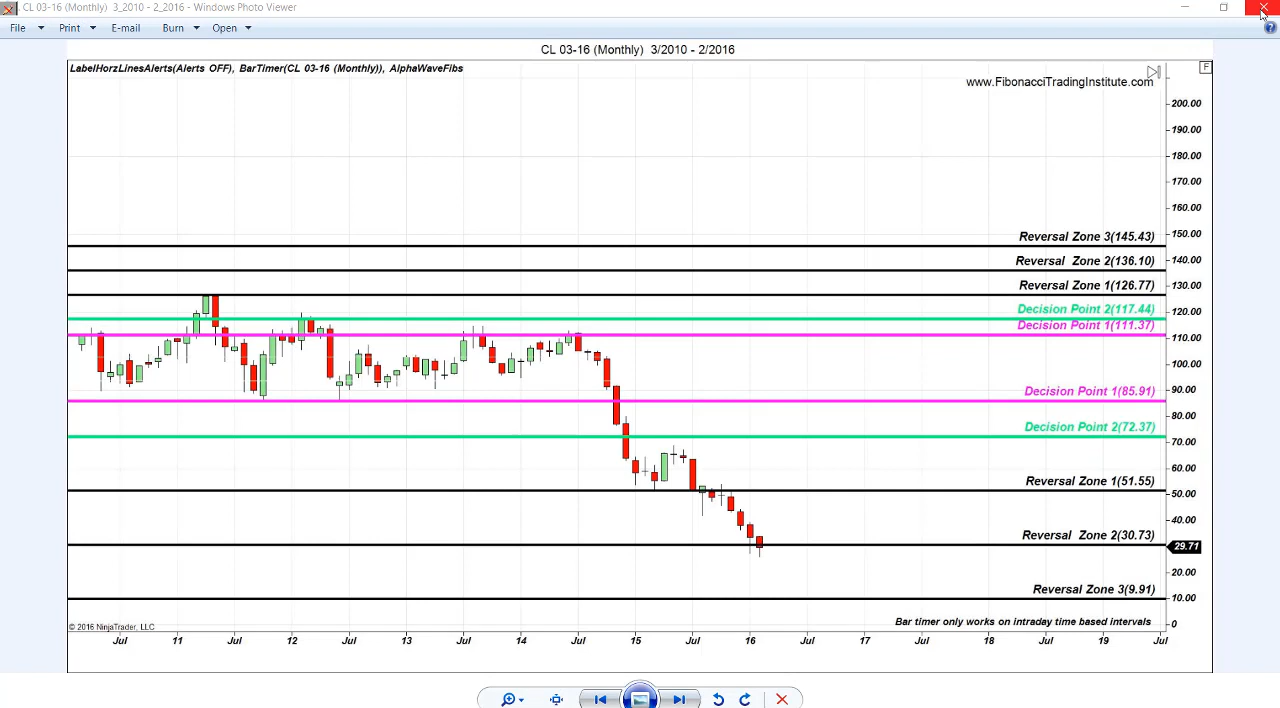 CL 03-16 (Monthly)  3_2010 - 2_2016 - Windows Photo Viewer
File Print E-mail Burn Open
CL 03-16 (Monthly)  3/2010 - 2/2016
LabelHorzLinesAlerts(Alerts OFF), BarTimer(CL 03-16 (Monthly)), AlphaWaveFibs
F
www.FibonacciTradingInstitute.com
200.00
190.00
180.00
170.00
160.00
150.00
Reversal Zone 3(145.43)
140.00
Reversal  Zone 2(136.10)
130.00
Reversal Zone 1(126.77)
120.00
Decision Point 2(117.44)
Decision Point 1(111.37)
110.00
100.00
90.00
Decision Point 1(85.91)
80.00
Decision Point 2(72.37)
70.00
60.00
Reversal Zone 1(51.55)
50.00
40.00
Reversal  Zone 2(30.73)
29.71
20.00
Reversal Zone 3(9.91)
10.00
© 2016 NinjaTrader, LLC
Bar timer only works on intraday time based intervals
0
Jul 11 Jul 12 Jul 13 Jul 14 Jul 15 Jul 16 Jul 17 Jul 18 Jul 19 Jul